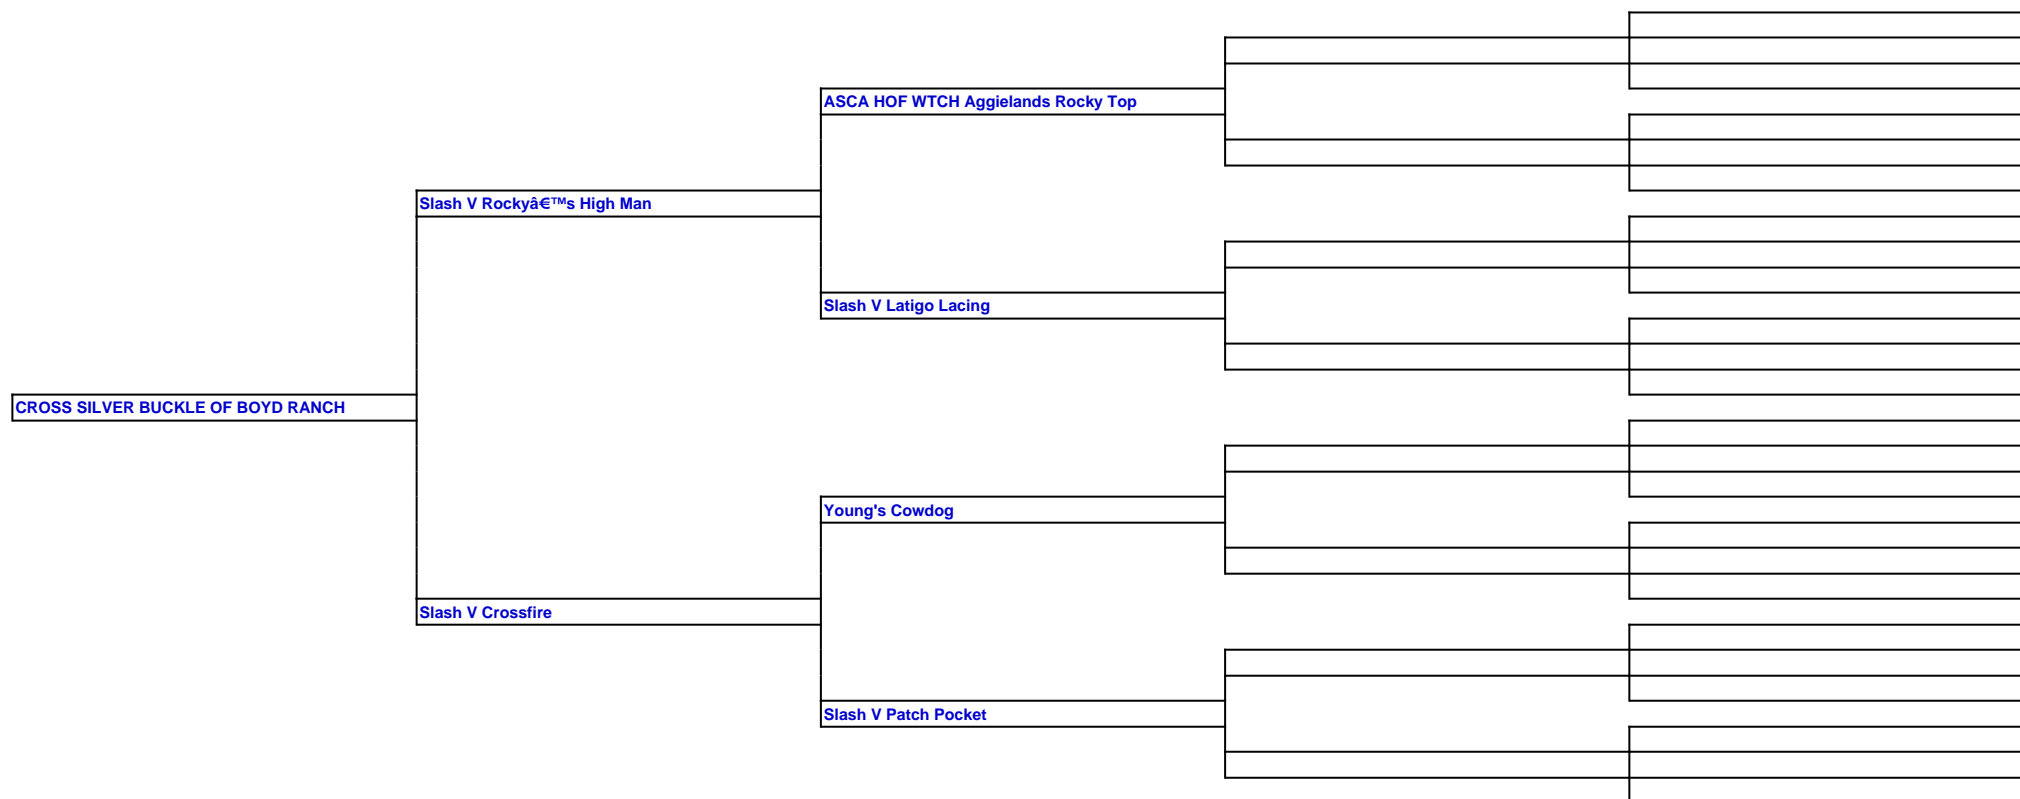 ASCA HOF WTCH Aggielands Rocky Top
Slash V Rockyâ€™s High Man
Slash V Latigo Lacing
CROSS SILVER BUCKLE OF BOYD RANCH
Young's Cowdog
Slash V Crossfire
Slash V Patch Pocket